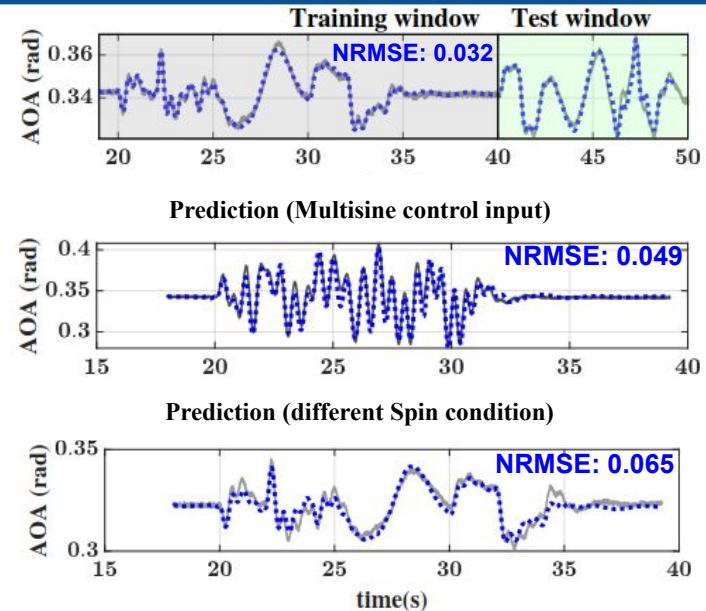 Training window Test window
NRMSE: 0.032
AOA (rad)
0.36
0.34
20 25 30 35 40 45 50
Prediction (Multisine control input)
NRMSE: 0.049
AOA (rad)
0.4
0.35
0.3
15 20 25 30 35 40
Prediction (different Spin condition)
NRMSE: 0.065
AOA (rad)
0.35
0.3
15 20 25 30 35 40
time(s)